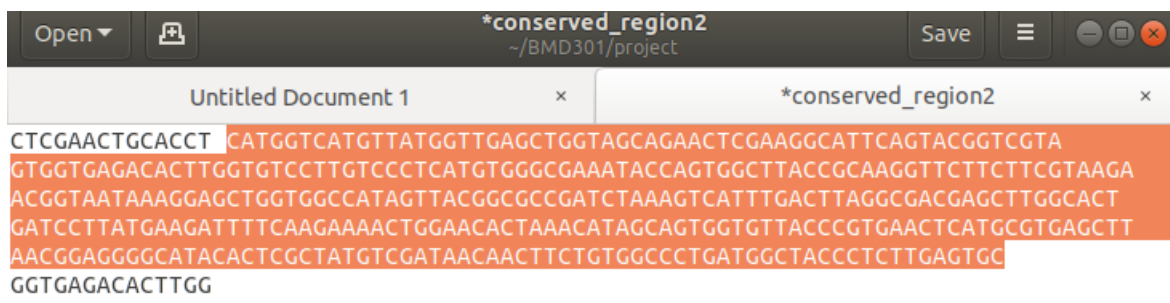 Open
*conserved_region2
~/BMD301/project
Save
Untitled Document 1 ×
*conserved_region2 ×
CTCGAACTGCACCT CATGGTCATGTTATGGTTGAGCTGGTAGCAGAACTCGAAGGCATTCAGTACGGTCGTA
GTGGTGAGACACTTGGTGTCCTTGTCCCTCATGTGGGCGAAATACCAGTGGCTTACCGCAAGGTTCTTCTTCGTAAGA
ACGGTAATAAAGGAGCTGGTGGCCATAGTTACGGCGCCGATCTAAAGTCATTTGACTTAGGCGACGAGCTTGGCACT
GATCCTTATGAAGATTTTCAAGAAAACTGGAACACTAAACATAGCAGTGGTGTTACCCGTGAACTCATGCGTGAGCTT
AACGGAGGGGCATACACTCGCTATGTCGATAACAACTTCTGTGGCCCTGATGGCTACCCTCTTGAGTGC
GGTGAGACACTTGG